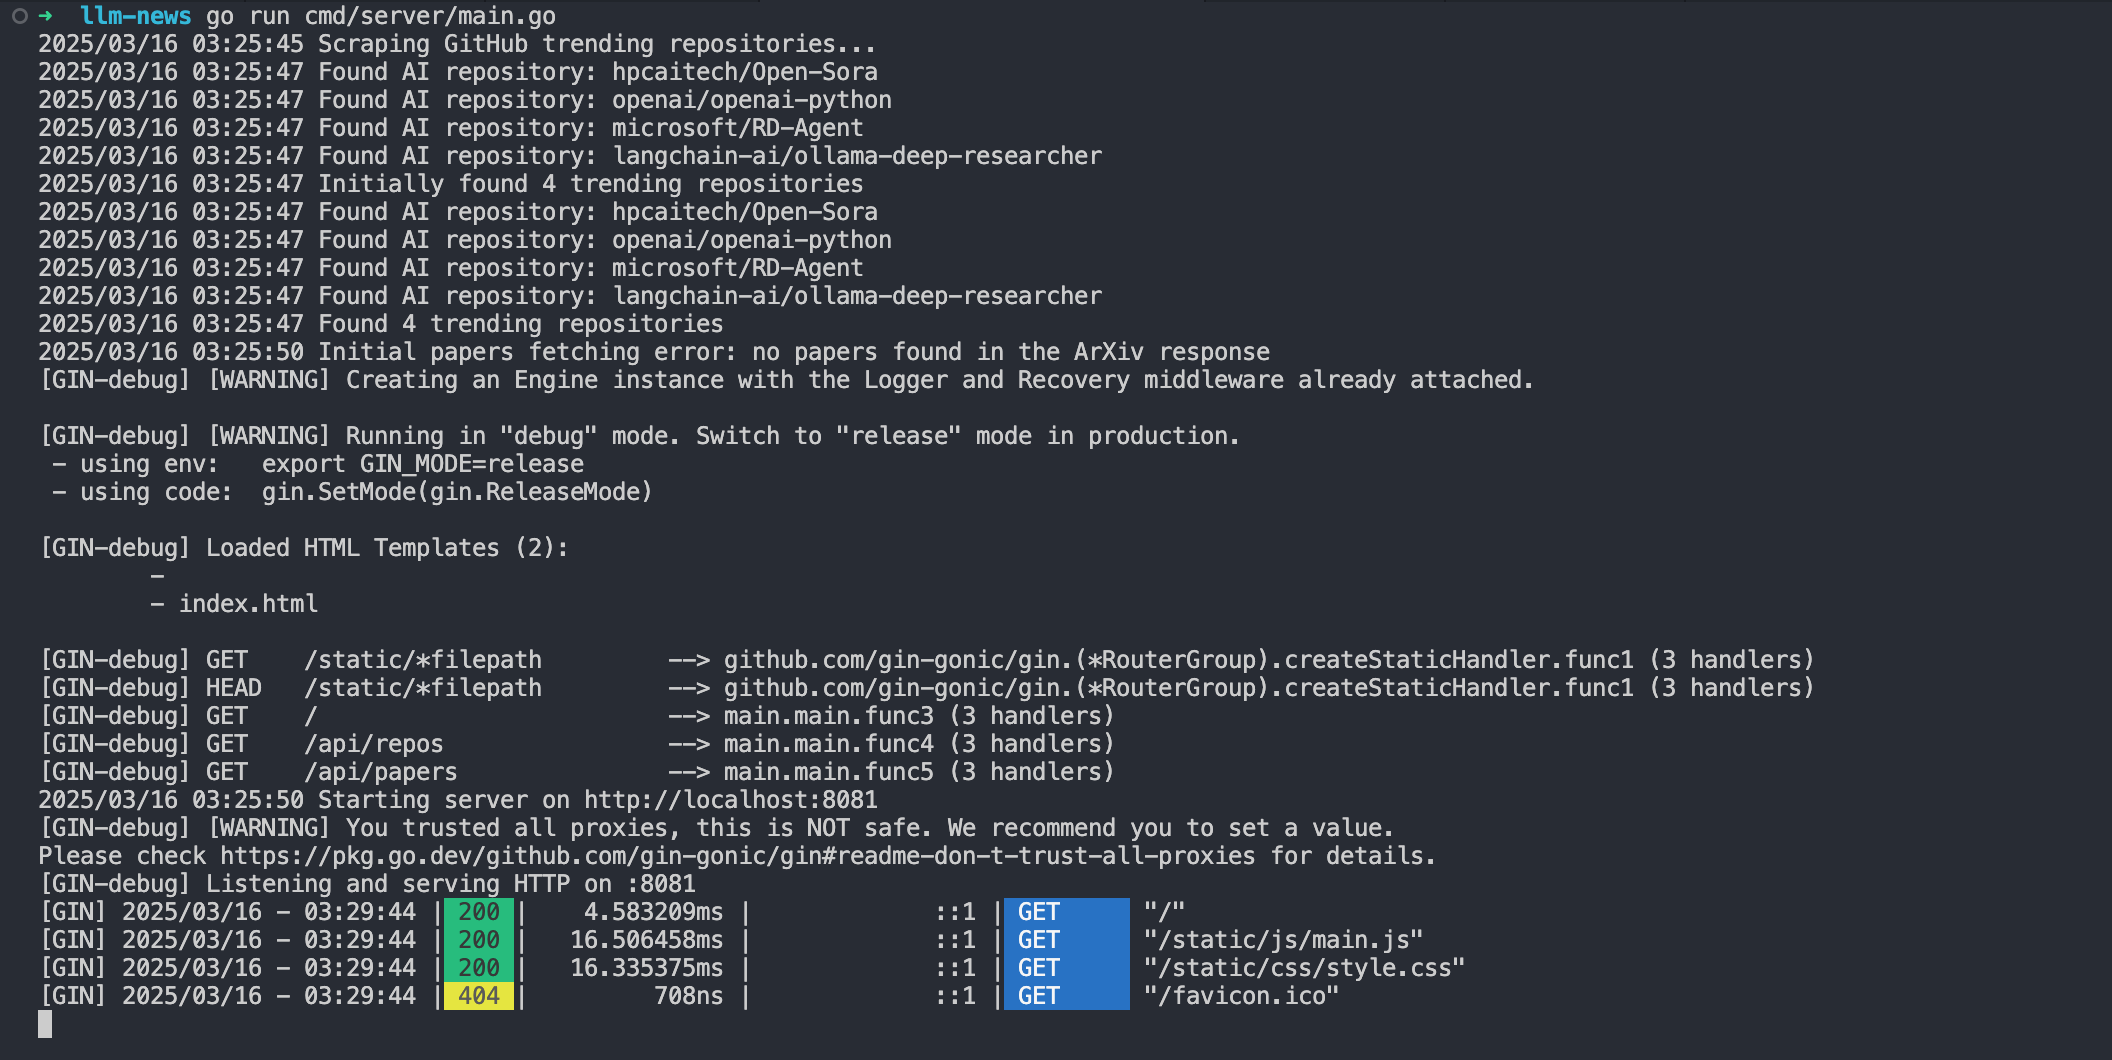 → llm-news go run cmd/server/main.go
2025/03/16 03:25:45 Scraping GitHub trending repositories...
2025/03/16 03:25:47 Found AI repository: hpcaitech/Open-Sora
2025/03/16 03:25:47 Found AI repository: openai/openai-python
2025/03/16 03:25:47 Found AI repository: microsoft/RD-Agent
2025/03/16 03:25:47 Found AI repository: langchain-ai/ollama-deep-researcher
2025/03/16 03:25:47 Initially found 4 trending repositories
2025/03/16 03:25:47 Found AI repository: hpcaitech/Open-Sora
2025/03/16 03:25:47 Found AI repository: openai/openai-python
2025/03/16 03:25:47 Found AI repository: microsoft/RD-Agent
2025/03/16 03:25:47 Found AI repository: langchain-ai/ollama-deep-researcher
2025/03/16 03:25:47 Found 4 trending repositories
2025/03/16 03:25:50 Initial papers fetching error: no papers found in the ArXiv response
[GIN-debug] [WARNING] Creating an Engine instance with the Logger and Recovery middleware already attached.

[GIN-debug] [WARNING] Running in "debug" mode. Switch to "release" mode in production.
 - using env:   export GIN_MODE=release
 - using code:  gin.SetMode(gin.ReleaseMode)

[GIN-debug] Loaded HTML Templates (2):
        -
        - index.html

[GIN-debug] GET    /static/*filepath         --> github.com/gin-gonic/gin.(*RouterGroup).createStaticHandler.func1 (3 handlers)
[GIN-debug] HEAD   /static/*filepath         --> github.com/gin-gonic/gin.(*RouterGroup).createStaticHandler.func1 (3 handlers)
[GIN-debug] GET    /                         --> main.main.func3 (3 handlers)
[GIN-debug] GET    /api/repos                --> main.main.func4 (3 handlers)
[GIN-debug] GET    /api/papers               --> main.main.func5 (3 handlers)
2025/03/16 03:25:50 Starting server on http://localhost:8081
[GIN-debug] [WARNING] You trusted all proxies, this is NOT safe. We recommend you to set a value.
Please check https://pkg.go.dev/github.com/gin-gonic/gin#readme-don-t-trust-all-proxies for details.
[GIN-debug] Listening and serving HTTP on :8081
[GIN] 2025/03/16 - 03:29:44 | 200 |    4.583209ms |             ::1 | GET      "/"
[GIN] 2025/03/16 - 03:29:44 | 200 |   16.506458ms |             ::1 | GET      "/static/js/main.js"
[GIN] 2025/03/16 - 03:29:44 | 200 |   16.335375ms |             ::1 | GET      "/static/css/style.css"
[GIN] 2025/03/16 - 03:29:44 | 404 |         708ns |             ::1 | GET      "/favicon.ico"